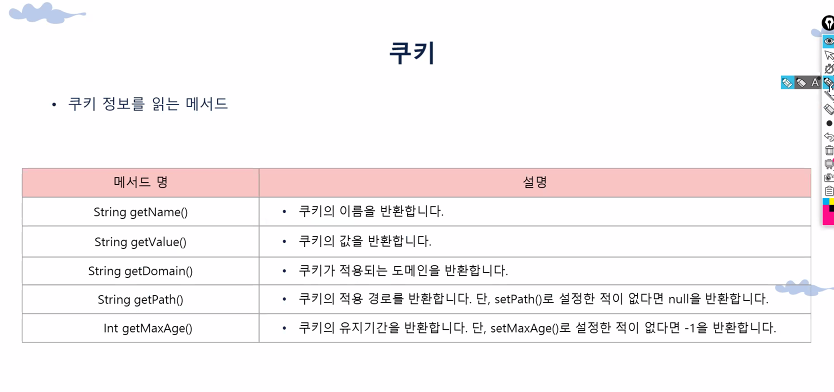 쿠키
• 쿠키 정보를 읽는 메서드
메서드 명 설명
String getName() • 쿠키의 이름을 반환합니다.
String getValue() • 쿠키의 값을 반환합니다.
String getDomain() • 쿠키가 적용되는 도메인을 반환합니다.
String getPath() • 쿠키의 적용 경로를 반환합니다. 단, setPath()로 설정한 적이 없다면 null을 반환합니다.
Int getMaxAge() • 쿠키의 유지기간을 반환합니다. 단, setMaxAge()로 설정한 적이 없다면 -1을 반환합니다.
A